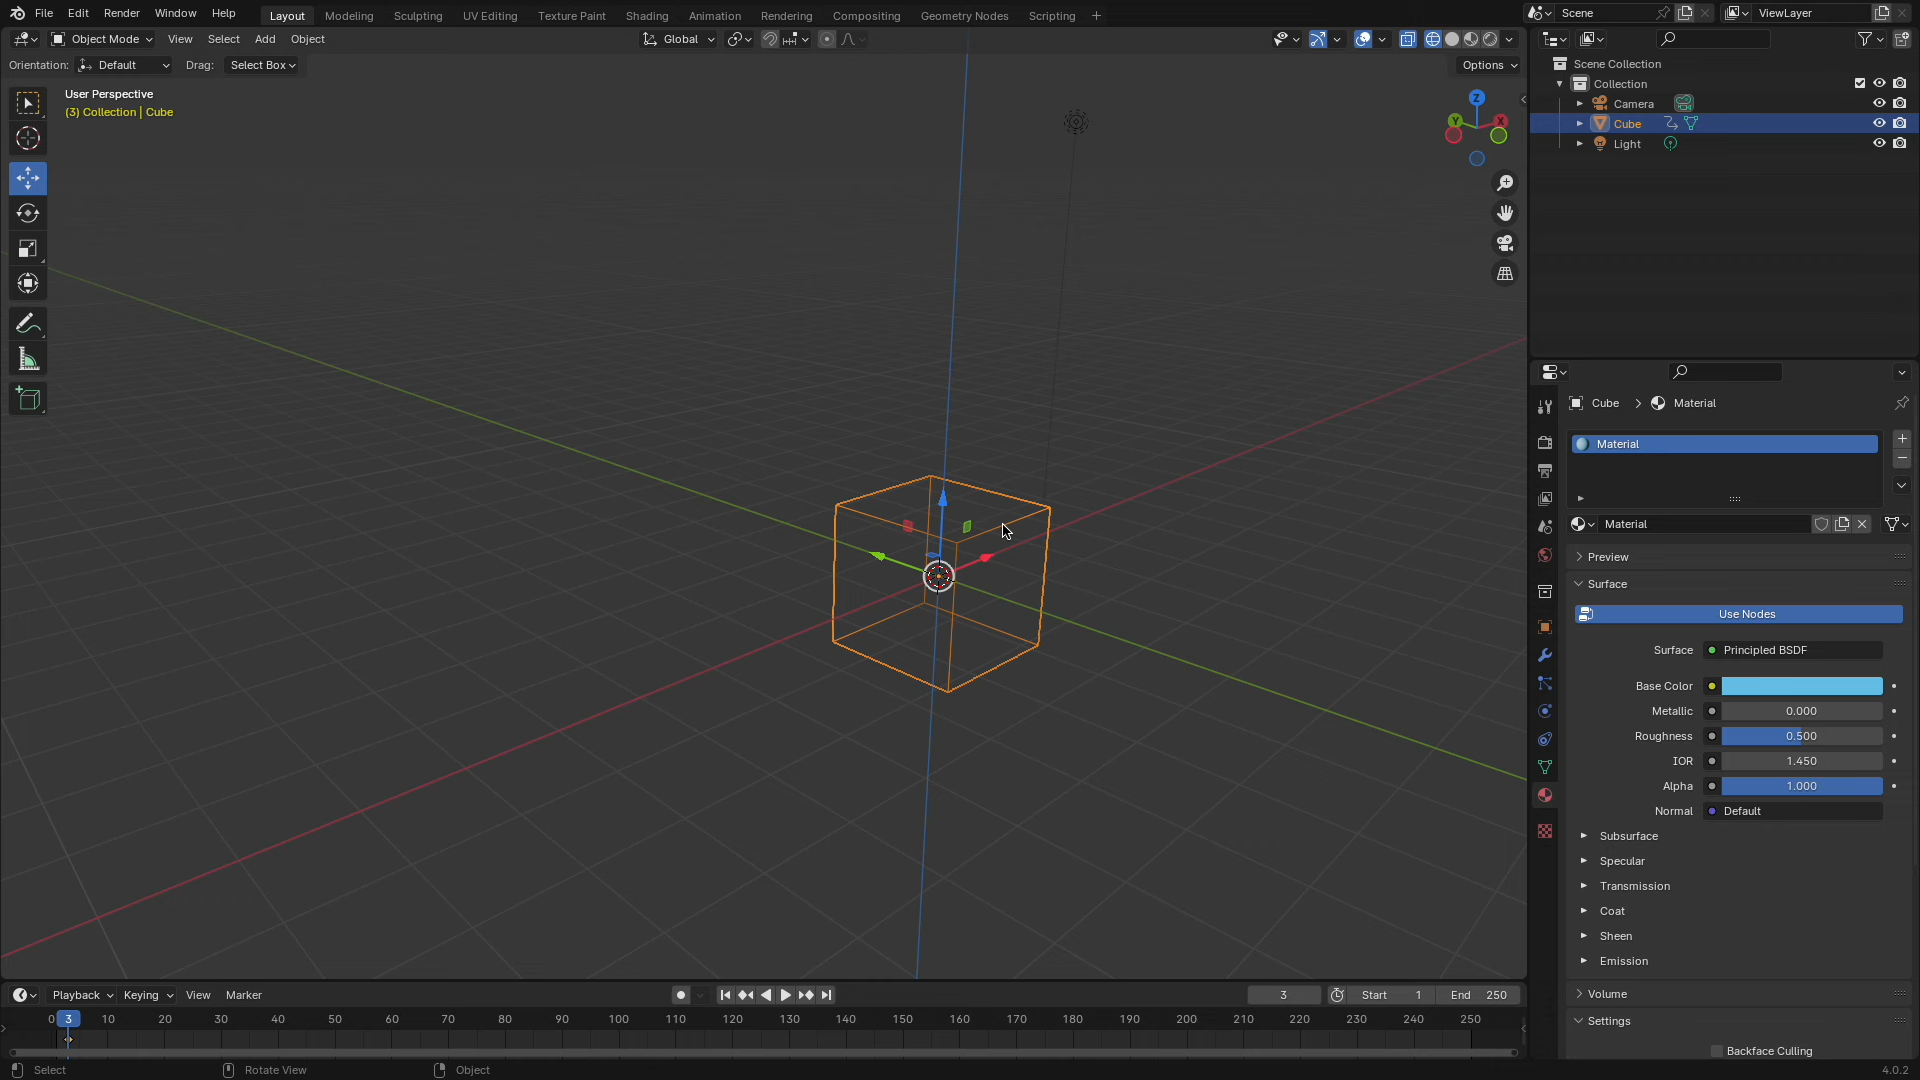 File Edit Render Window Help Layout Modeling Sculpting UV Editing Texture Paint Shading Animation Rendering Compositing Geometry Nodes Scripting + Scene ViewLayer
Object Mode View Select Add Object Global
Orientation: Default Drag: Select Box Options
User Perspective
(3) Collection | Cube
Z
Y
X
Scene Collection
Collection
Camera
Cube
Light
Cube Material
Material
Material
Preview
Surface
Use Nodes
Surface Principled BSDF
Base Color
Metallic 0.000
Roughness 0.500
IOR 1.450
Alpha 1.000
Normal Default
Subsurface
Specular
Transmission
Coat
Sheen
Emission
Volume
Settings
Backface Culling
Playback Keying View Marker 3 Start 1 End 250
0 3 10 20 30 40 50 60 70 80 90 100 110 120 130 140 150 160 170 180 190 200 210 220 230 240 250
Select Rotate View Object 4.0.2